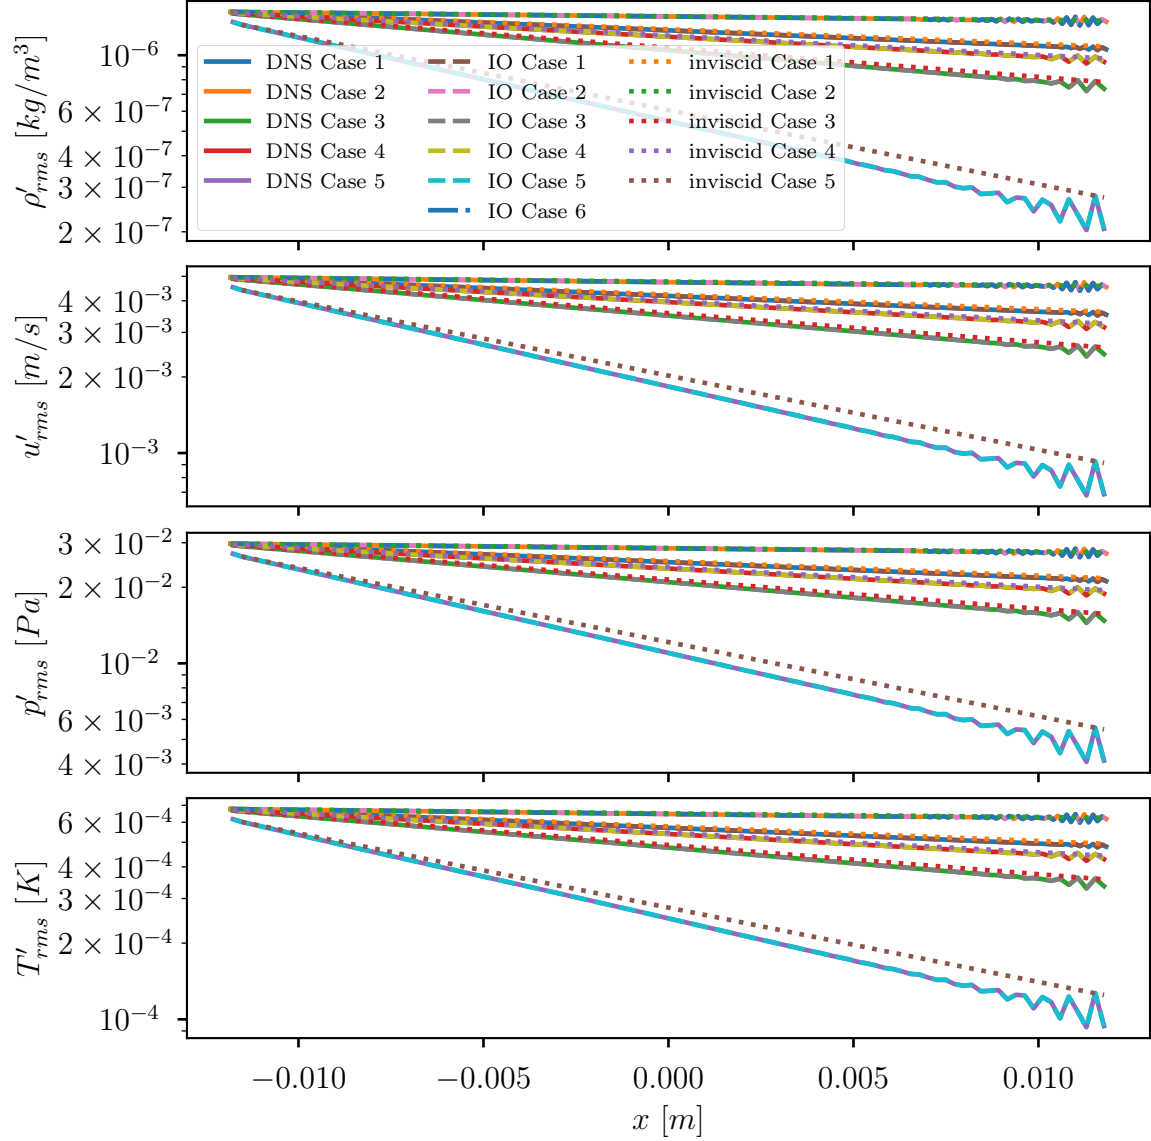 ρ′rms [kg/m³]
10⁻⁶
6 × 10⁻⁷
4 × 10⁻⁷
3 × 10⁻⁷
2 × 10⁻⁷
DNS Case 1
DNS Case 2
DNS Case 3
DNS Case 4
DNS Case 5
IO Case 1
IO Case 2
IO Case 3
IO Case 4
IO Case 5
IO Case 6
inviscid Case 1
inviscid Case 2
inviscid Case 3
inviscid Case 4
inviscid Case 5
u′rms [m/s]
4 × 10⁻³
3 × 10⁻³
2 × 10⁻³
10⁻³
p′rms [Pa]
3 × 10⁻²
2 × 10⁻²
10⁻²
6 × 10⁻³
4 × 10⁻³
T′rms [K]
6 × 10⁻⁴
4 × 10⁻⁴
3 × 10⁻⁴
2 × 10⁻⁴
10⁻⁴
−0.010 −0.005 0.000 0.005 0.010
x [m]